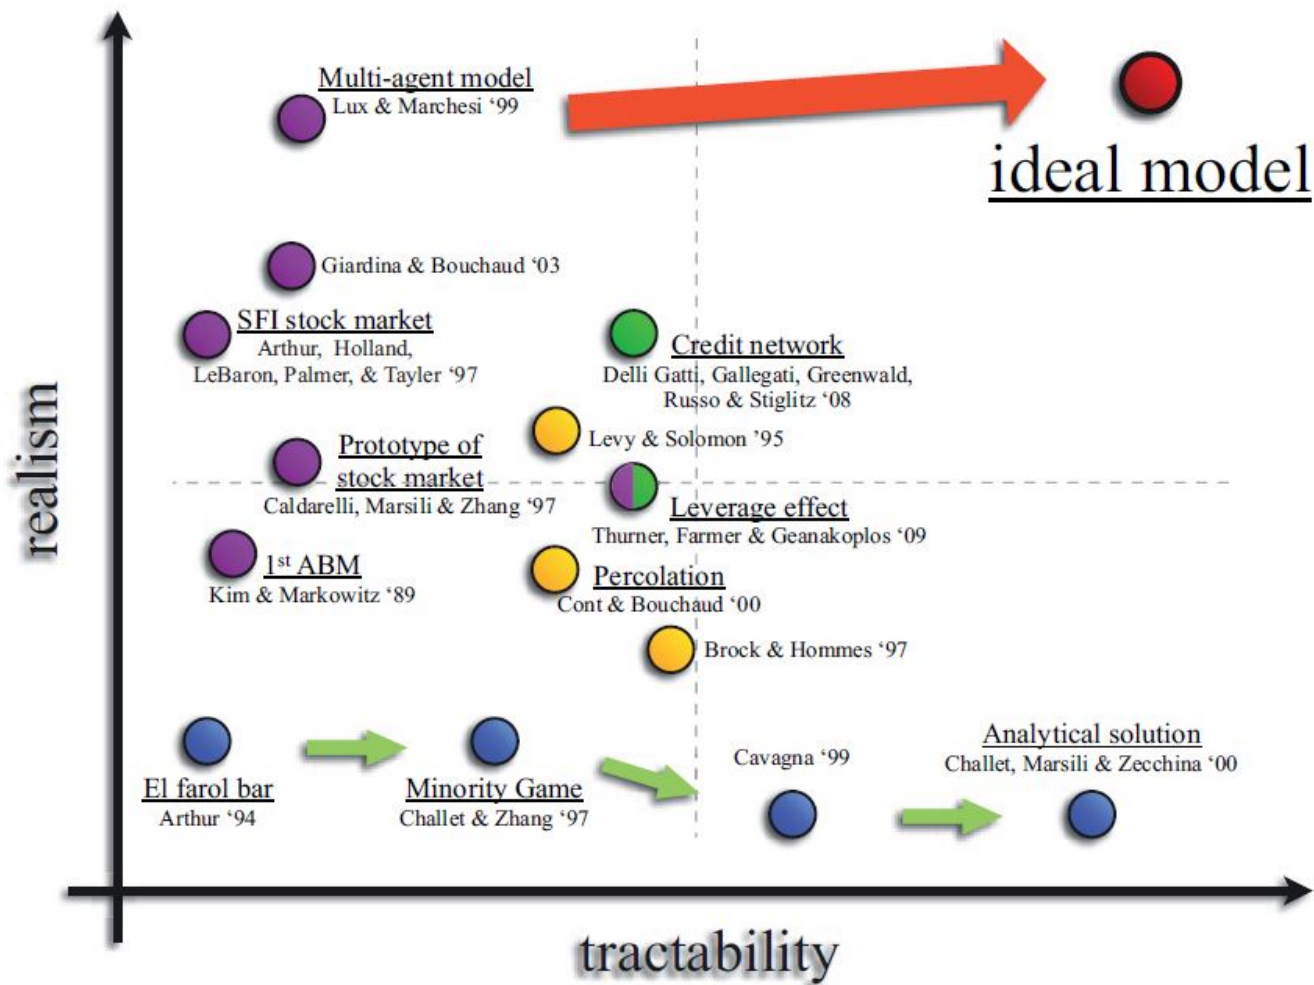 Multi-agent model
Lux & Marchesi ‘99
ideal model
Giardina & Bouchaud ‘03
SFI stock market
Arthur, Holland,
LeBaron, Palmer, & Tayler ‘97
Credit network
Delli Gatti, Gallegati, Greenwald,
Russo & Stiglitz ‘08
Levy & Solomon ’95
Prototype of
stock market
Caldarelli, Marsili & Zhang ‘97
Leverage effect
Thurner, Farmer & Geanakoplos ‘09
1st ABM
Kim & Markowitz ‘89
Percolation
Cont & Bouchaud ‘00
Brock & Hommes ‘97
El farol bar
Arthur ‘94
Minority Game
Challet & Zhang ‘97
Cavagna ‘99
Analytical solution
Challet, Marsili & Zecchina ‘00
realism
tractability